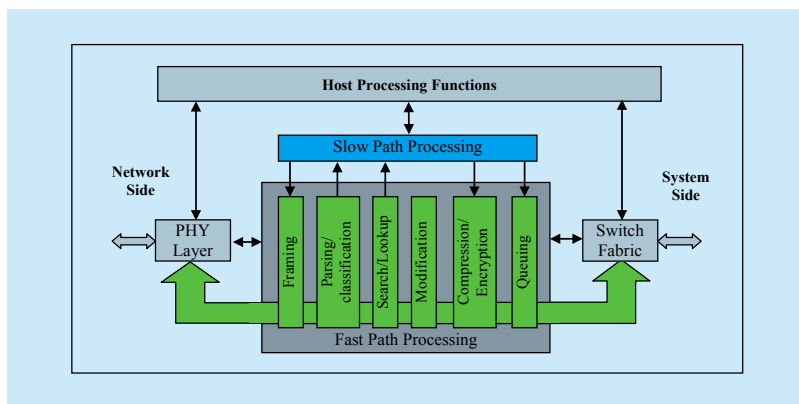 Host Processing Functions
Slow Path Processing
Network
Side
System
Side
PHY
Layer
Framing
Parsing/
classification
Search/Lookup
Modification
Compression/
Encryption
Queuing
Switch
Fabric
Fast Path Processing